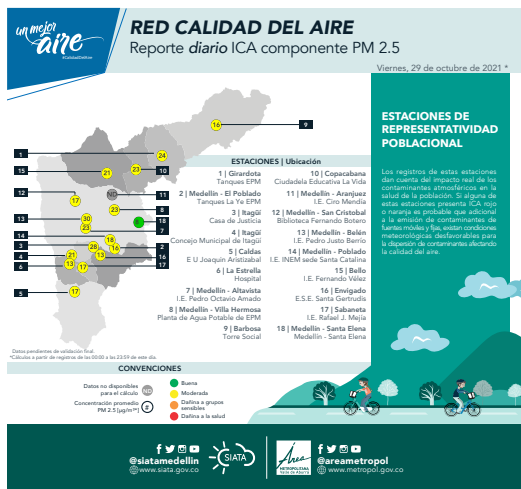 un mejor
aire
#CalidadDelAire
RED CALIDAD DEL AIRE
Reporte diario ICA componente PM 2.5
Viernes, 29 de octubre de 2021 *
ESTACIONES DE
REPRESENTATIVIDAD
POBLACIONAL
Los registros de estas estaciones
dan cuenta del impacto real de los
contaminantes atmosféricos en la
salud de la población. Si alguna de
estas estaciones presenta ICA rojo
o naranja es probable que adicional
a la emisión de contaminantes de
fuentes móviles y fijas, existan condiciones
meteorológicas desfavorables para
la dispersión de contaminantes afectando
la calidad del aire.
16
9
1
24
15
21
23
10
12
17
ND
11
23
13
30
18
23
7
14
18
3
28
16
2
4
21
13
16
6
13
17
17
5
17
ESTACIONES | Ubicación
1 | Girardota
Tanques EPM
2 | Medellín - El Poblado
Tanques La Ye EPM
3 | Itagüí
Casa de Justicia
4 | Itagüí
Concejo Municipal de Itagüí
5 | Caldas
E U Joaquín Aristizabal
6 | La Estrella
Hospital
7 | Medellín - Altavista
I.E. Pedro Octavio Amado
8 | Medellín - Villa Hermosa
Planta de Agua Potable de EPM
9 | Barbosa
Torre Social
10 | Copacabana
Ciudadela Educativa La Vida
11 | Medellín - Aranjuez
I.E. Ciro Mendía
12 | Medellín - San Cristobal
Biblioteca Fernando Botero
13 | Medellín - Belén
I.E. Pedro Justo Berrio
14 | Medellín - Poblado
I.E. INEM sede Santa Catalina
15 | Bello
I.E. Fernando Vélez
16 | Envigado
E.S.E. Santa Gertrudis
17 | Sabaneta
I.E. Rafael J. Mejía
18 | Medellín - Santa Elena
Medellín - Santa Elena
Datos pendientes de validación final.
*Cálculos a partir de registros de las 00:00 a las 23:59 de este día.
CONVENCIONES
Datos no disponibles
para el cálculo
ND
Concentración promedio
PM 2.5 [µg/m³]
#
Buena
Moderada
Dañina a grupos
sensibles
Dañina a la salud
@siatamedellin
www.siata.gov.co
SIATA
Área
METROPOLITANA
Valle de Aburrá
@areametropol
www.metropol.gov.co